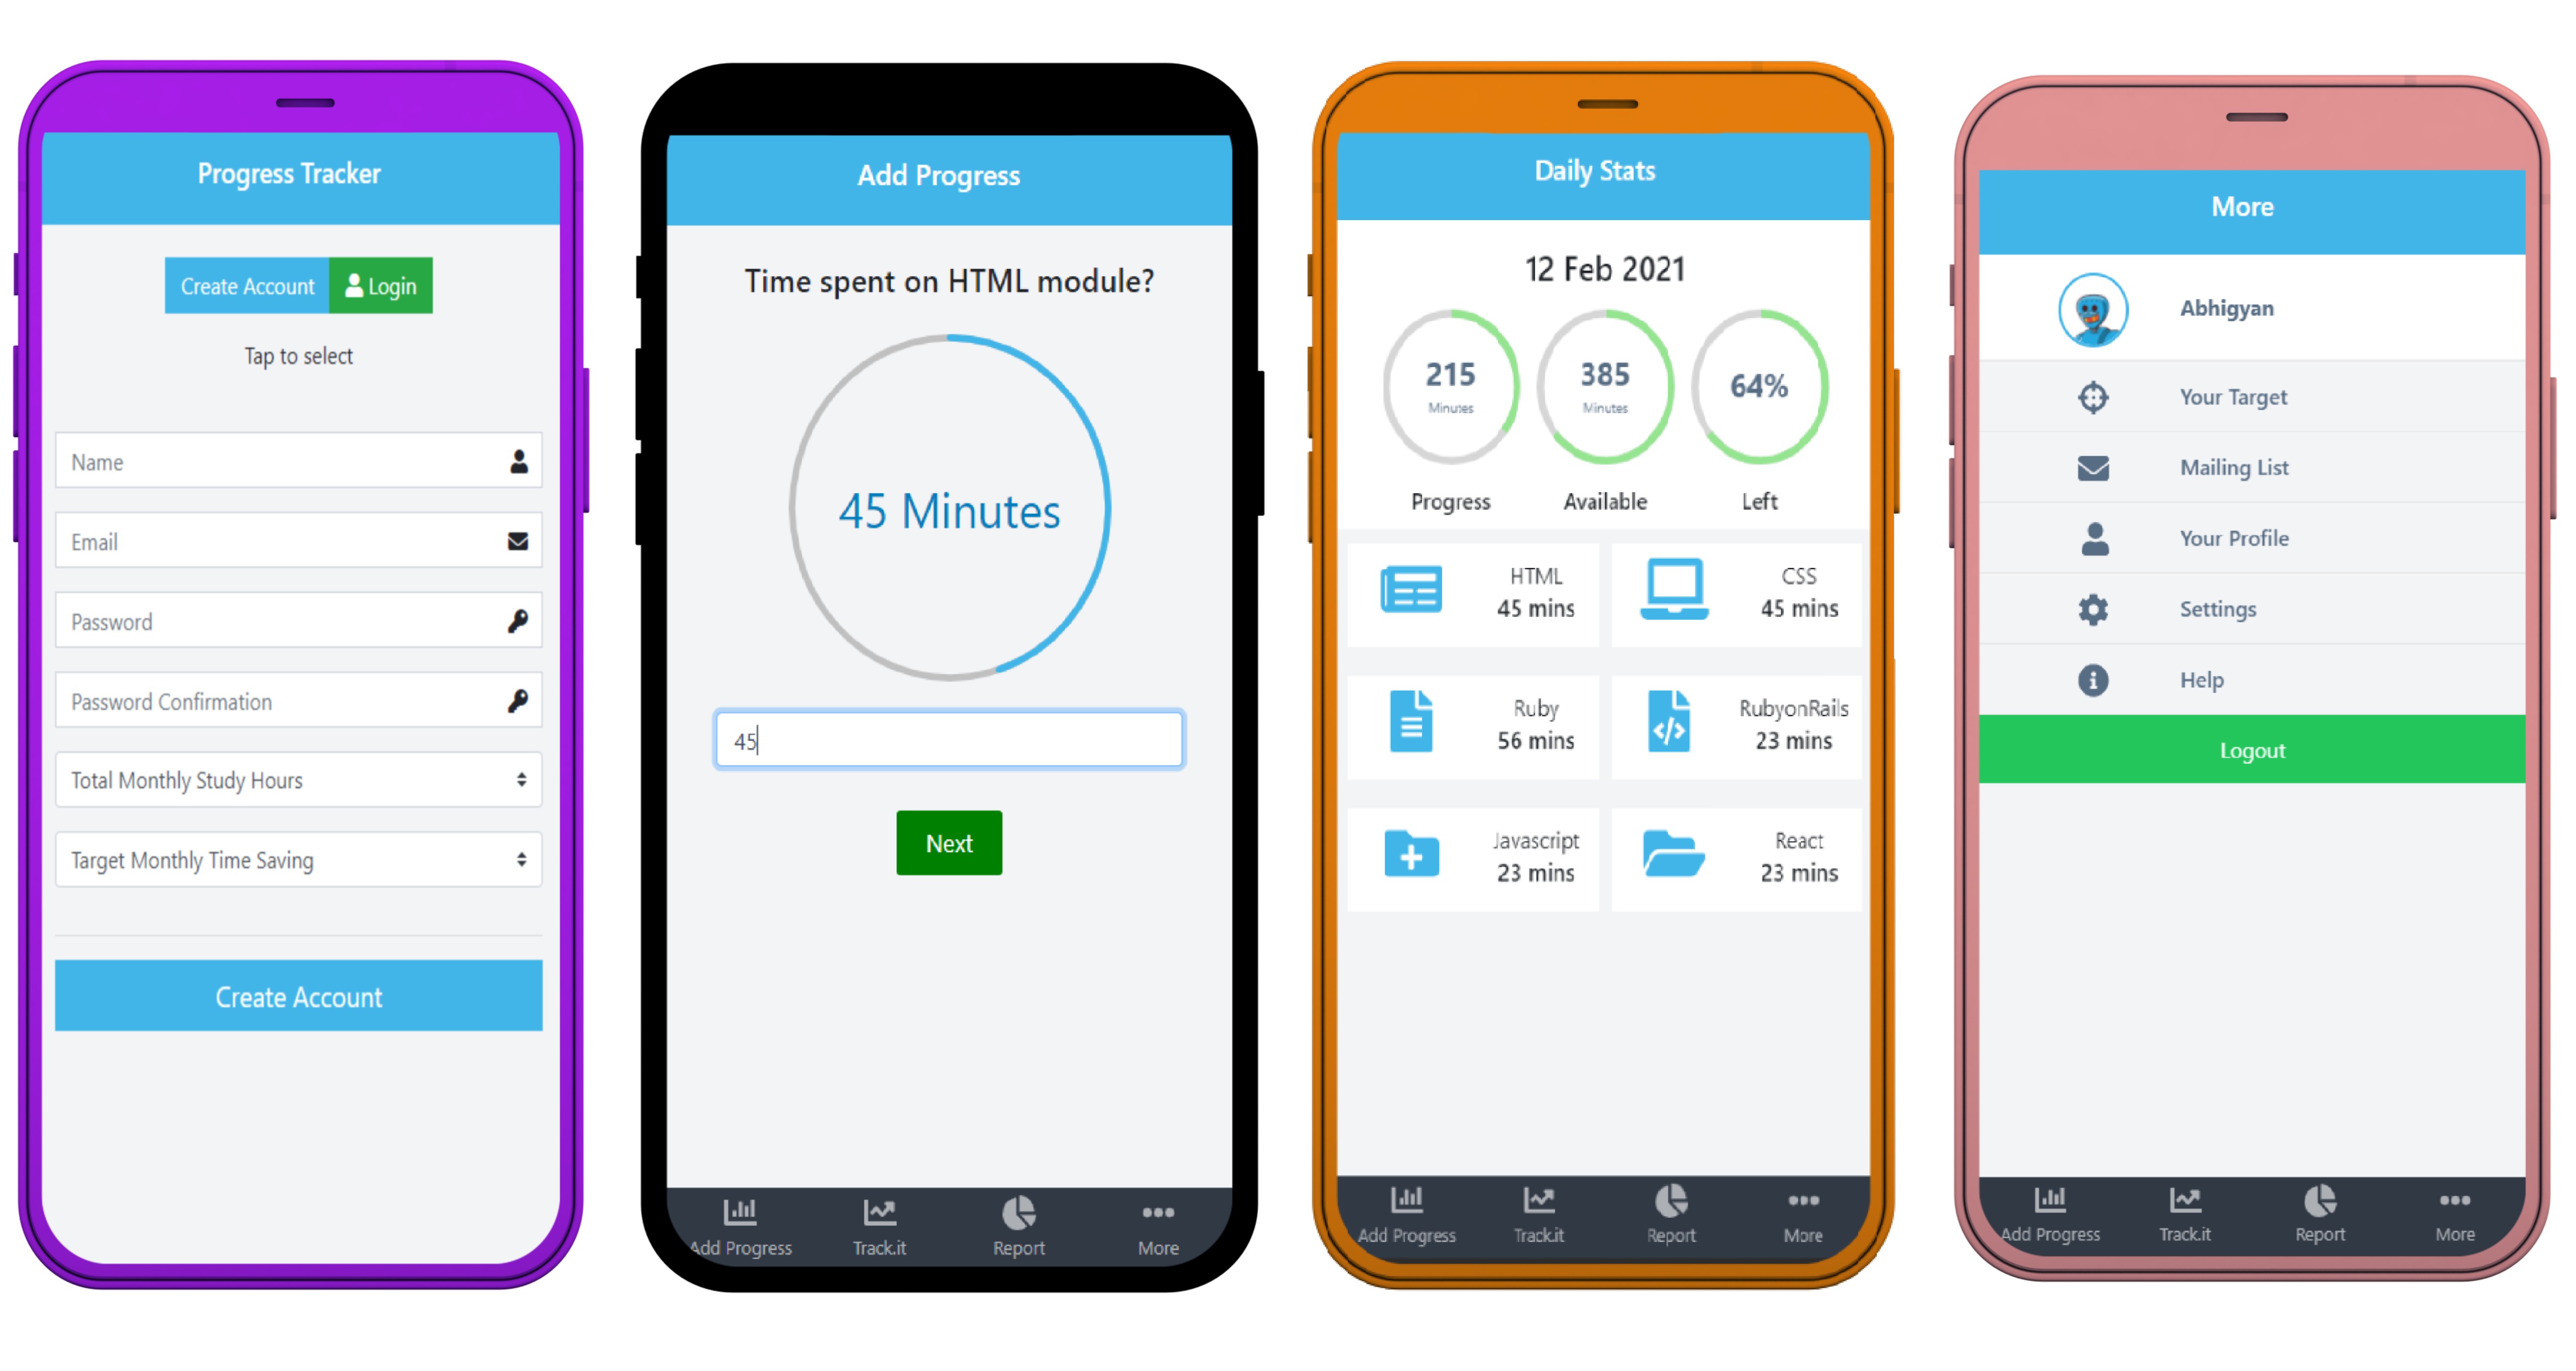 Progress Tracker
Create Account
Login
Tap to select
Name
Email
Password
Password Confirmation
Total Monthly Study Hours
Target Monthly Time Saving
Create Account
Add Progress
Time spent on HTML module?
45 Minutes
45
Next
Add Progress
Track.it
Report
More
Daily Stats
12 Feb 2021
215
Minutes
385
Minutes
64%
Progress
Available
Left
HTML
45 mins
CSS
45 mins
Ruby
56 mins
RubyonRails
23 mins
Javascript
23 mins
React
23 mins
Add Progress
Track.it
Report
More
More
Abhigyan
Your Target
Mailing List
Your Profile
Settings
Help
Logout
Add Progress
Track.it
Report
More